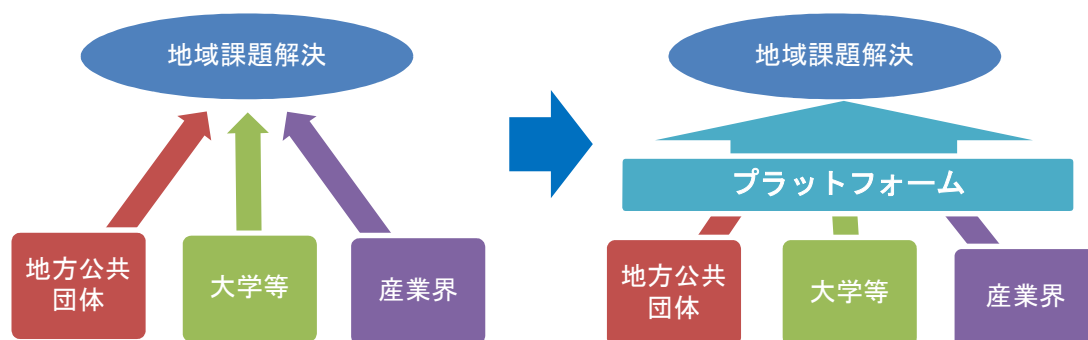 地域課題解決
地方公共
団体
大学等
産業界
地域課題解決
プラットフォーム
地方公共
団体
大学等
産業界